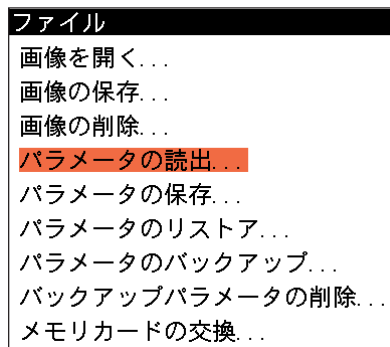 ファイル
画像を開く...
画像の保存...
画像の削除...
パラメータの読出...
パラメータの保存...
パラメータのリストア...
パラメータのバックアップ...
バックアップパラメータの削除...
メモリカードの交換...